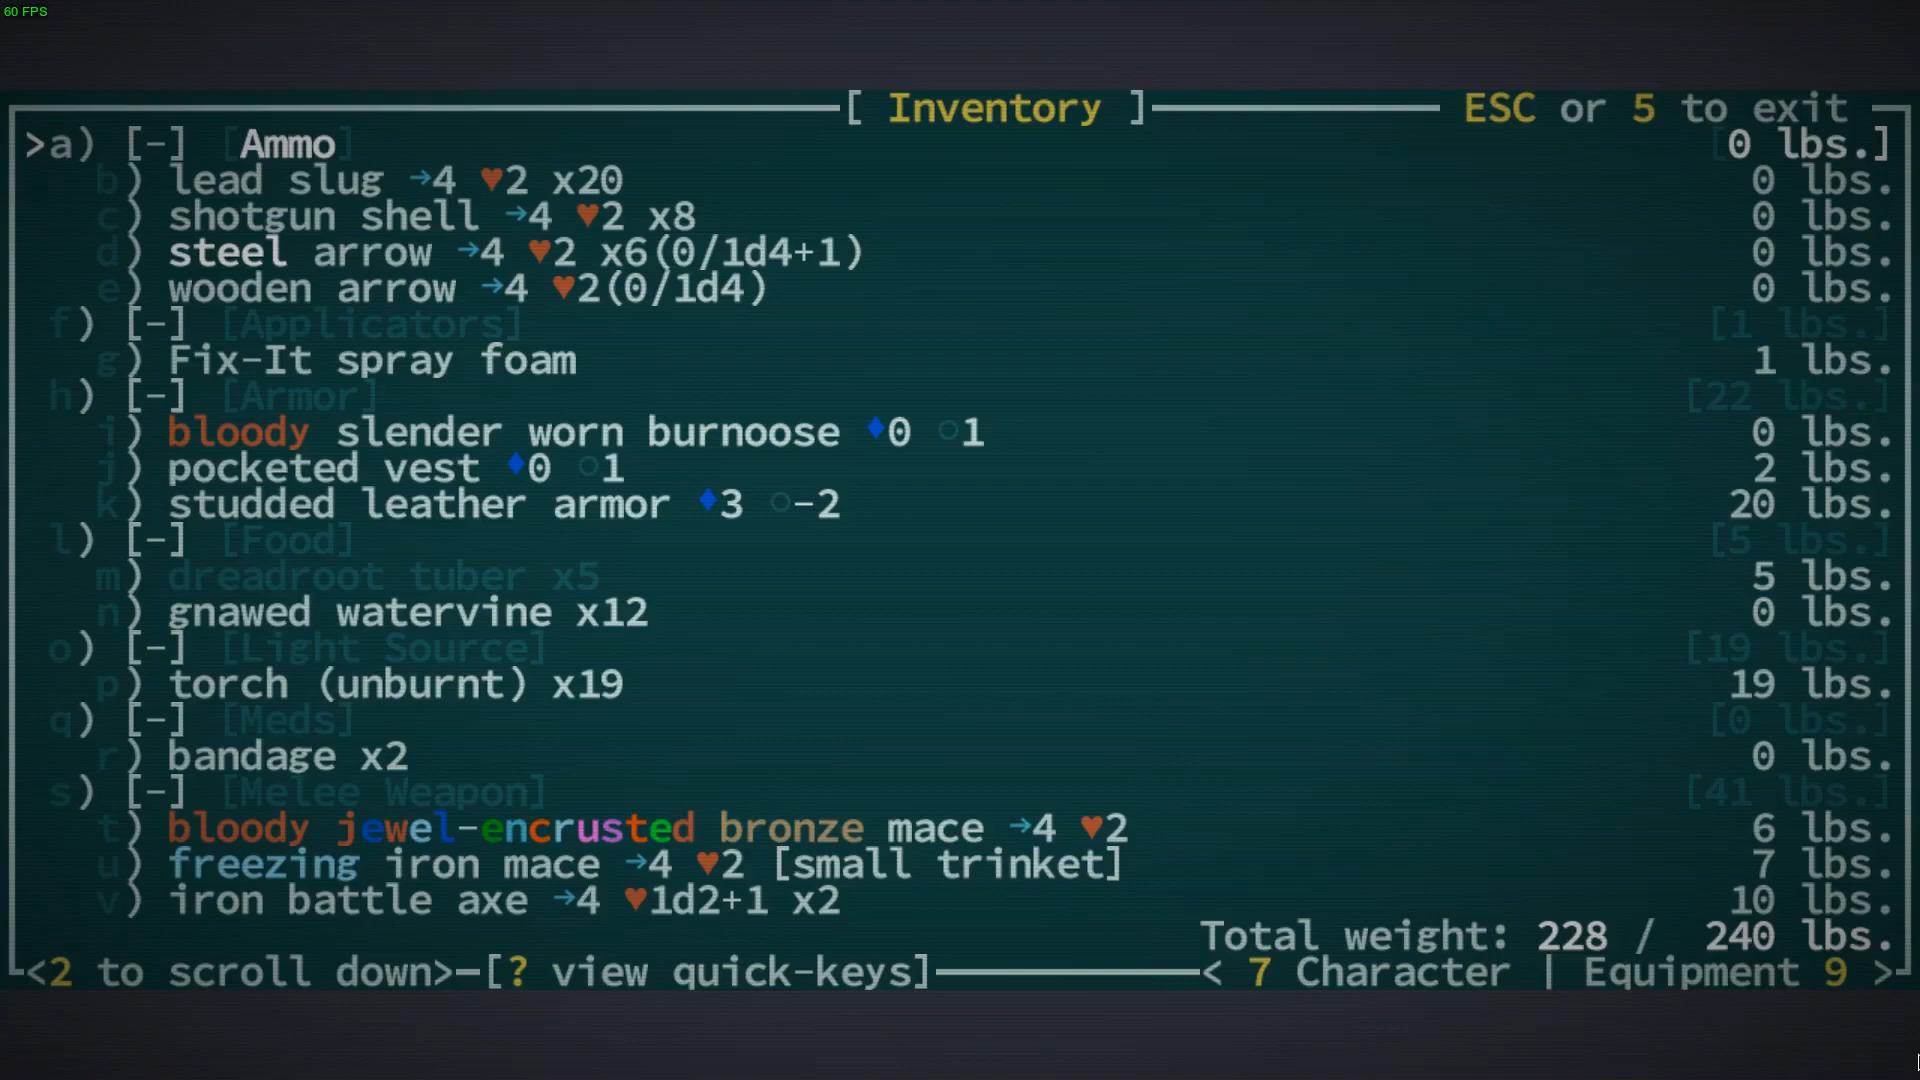 60 FPS
[ Inventory ] ESC or 5 to exit
>a) [-] [Ammo] [0 lbs.]
b) lead slug →4 ♥2 x20 0 lbs.
c) shotgun shell →4 ♥2 x8 0 lbs.
d) steel arrow →4 ♥2 x6(0/1d4+1) 0 lbs.
e) wooden arrow →4 ♥2(0/1d4) 0 lbs.
f) [-] [Applicators] [1 lbs.]
g) Fix-It spray foam 1 lbs.
h) [-] [Armor] [22 lbs.]
i) bloody slender worn burnoose ♦0 ○1 0 lbs.
j) pocketed vest ♦0 ○1 2 lbs.
k) studded leather armor ♦3 ○-2 20 lbs.
l) [-] [Food] [5 lbs.]
m) dreadroot tuber x5 5 lbs.
n) gnawed watervine x12 0 lbs.
o) [-] [Light Source] [19 lbs.]
p) torch (unburnt) x19 19 lbs.
q) [-] [Meds] [0 lbs.]
r) bandage x2 0 lbs.
s) [-] [Melee Weapon] [41 lbs.]
t) bloody jewel-encrusted bronze mace →4 ♥2 6 lbs.
u) freezing iron mace →4 ♥2 [small trinket] 7 lbs.
v) iron battle axe →4 ♥1d2+1 x2 10 lbs.
Total weight: 228 / 240 lbs.
<2 to scroll down> [? view quick-keys] < 7 Character | Equipment 9 >